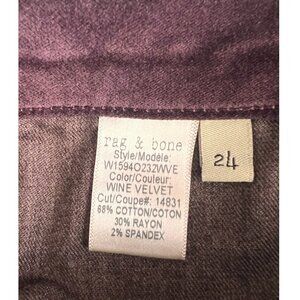 rag & bone
Style/Modèle:
W1594O232WVE
Color/Couleur:
WINE VELVET
Cut/Coupe#: 14831
68% COTTON/COTON
30% RAYON
2% SPANDEX
24